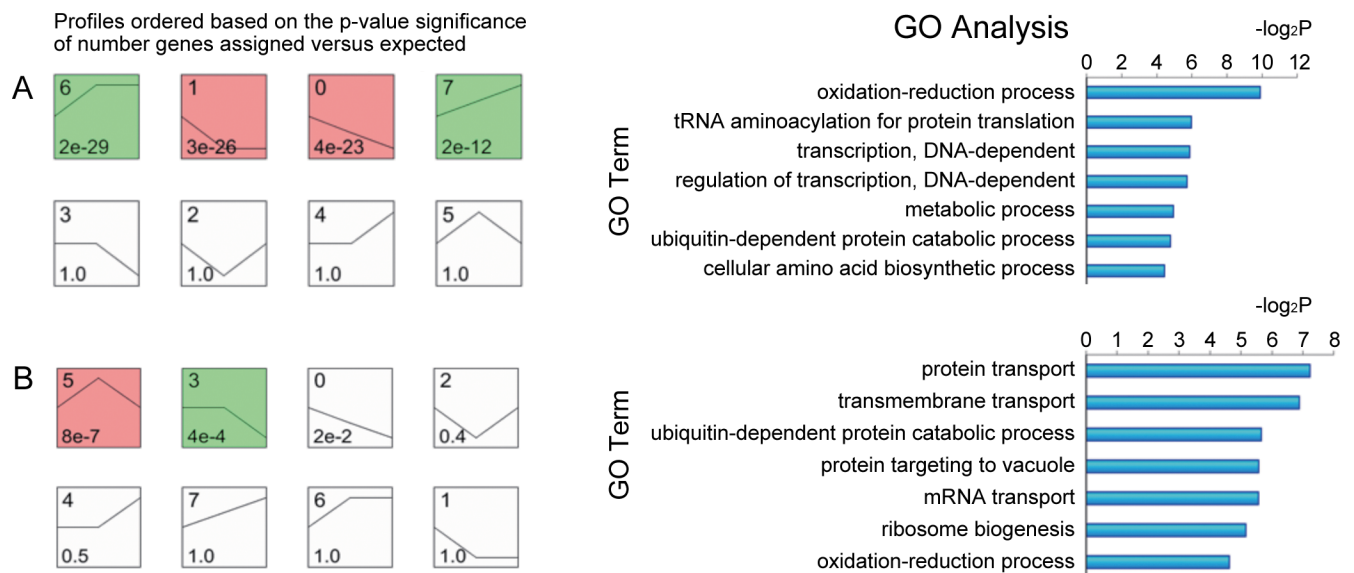 Profiles ordered based on the p-value significance
of number genes assigned versus expected
A
6
2e-29
1
3e-26
0
4e-23
7
2e-12
3
1.0
2
1.0
4
1.0
5
1.0
B
5
8e-7
3
4e-4
0
2e-2
2
0.4
4
0.5
7
1.0
6
1.0
1
1.0
GO Analysis
-log₂P
0 2 4 6 8 10 12
GO Term
oxidation-reduction process
tRNA aminoacylation for protein translation
transcription, DNA-dependent
regulation of transcription, DNA-dependent
metabolic process
ubiquitin-dependent protein catabolic process
cellular amino acid biosynthetic process
-log₂P
0 1 2 3 4 5 6 7 8
GO Term
protein transport
transmembrane transport
ubiquitin-dependent protein catabolic process
protein targeting to vacuole
mRNA transport
ribosome biogenesis
oxidation-reduction process